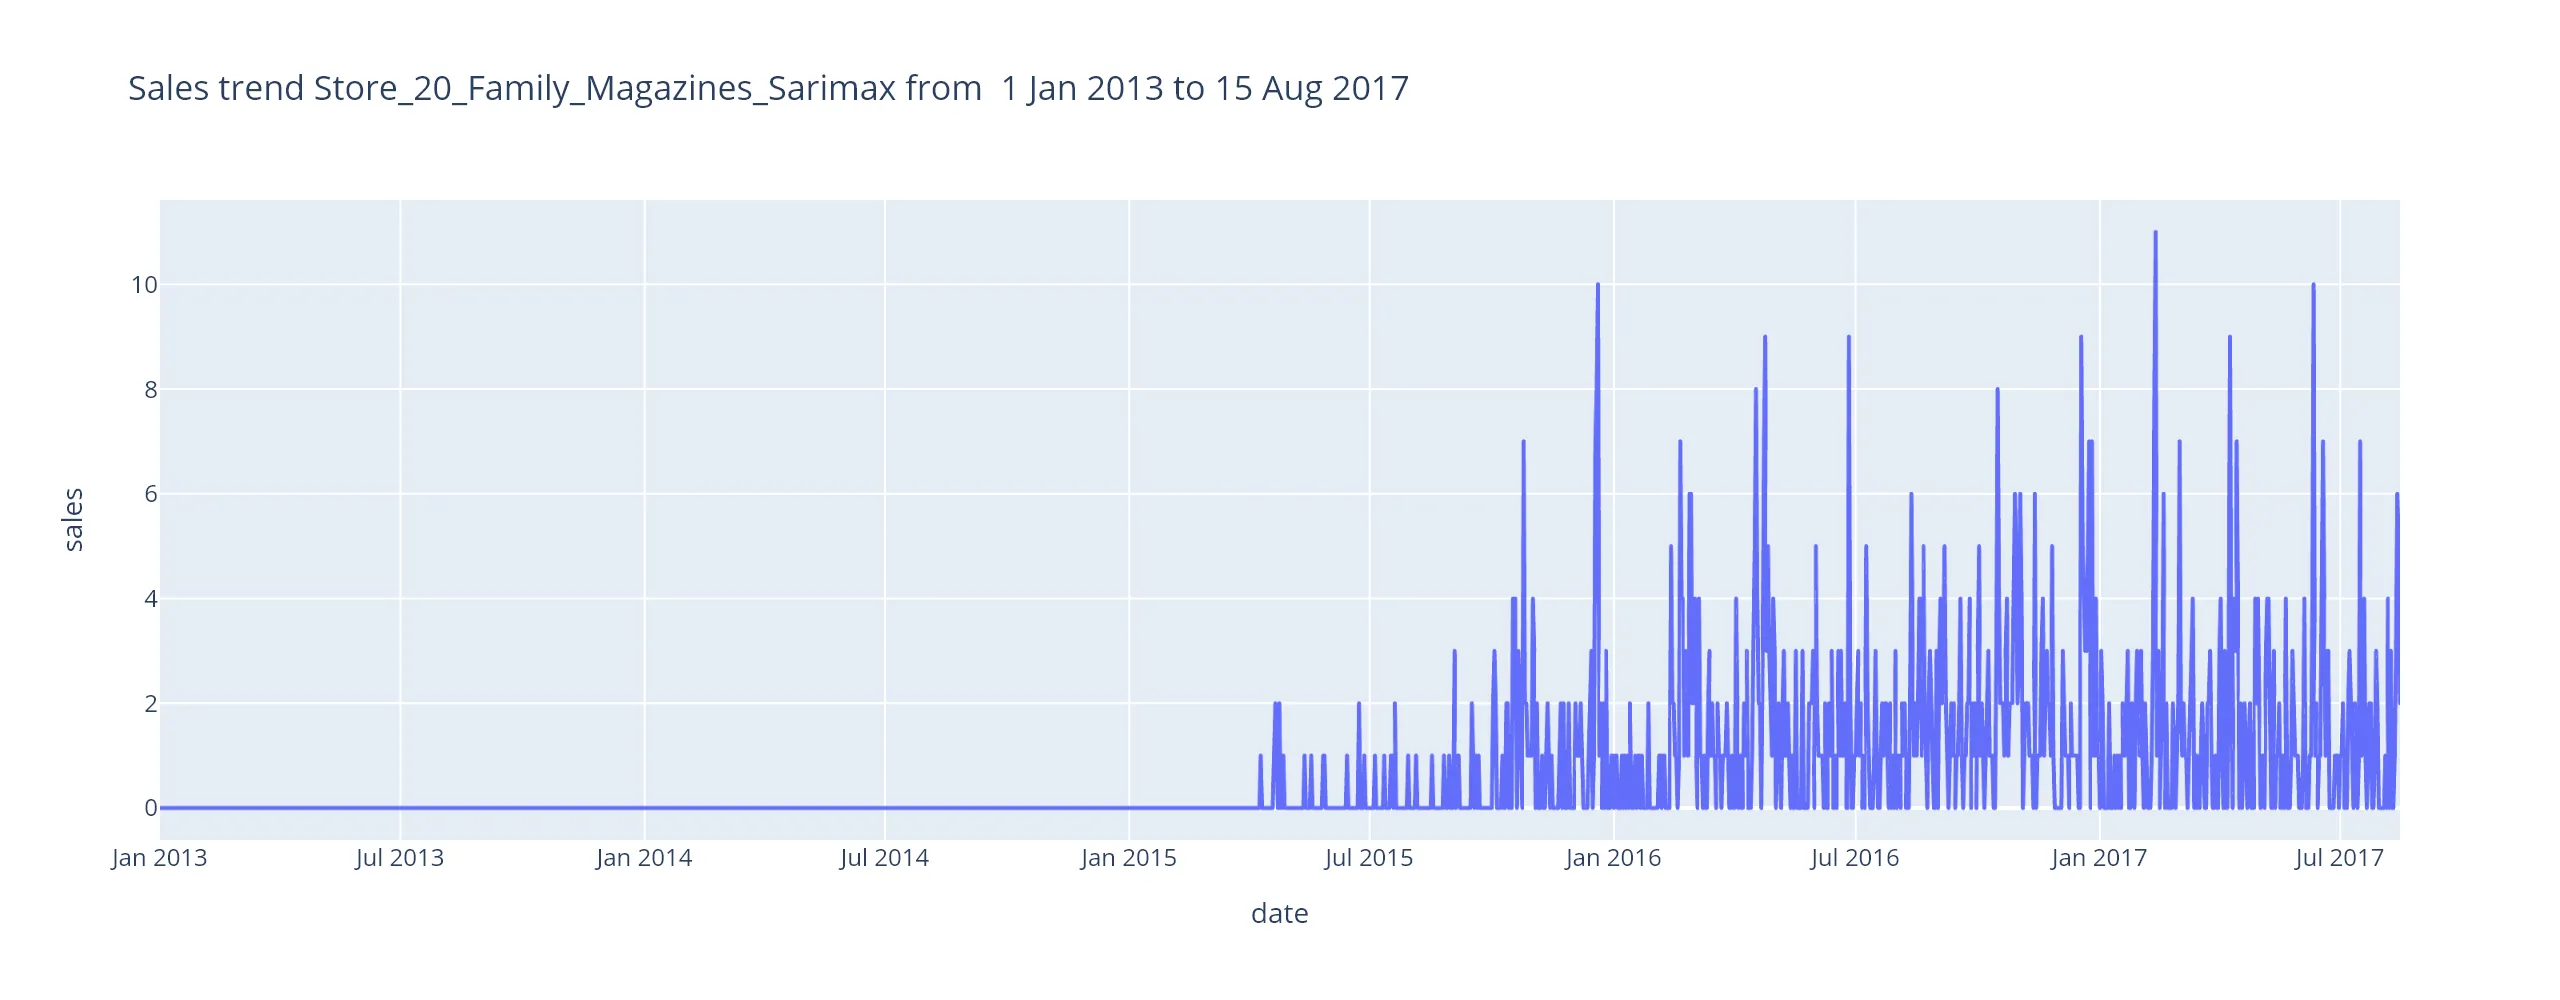 Sales trend Store_20_Family_Magazines_Sarimax from  1 Jan 2013 to 15 Aug 2017
10
8
6
4
2
0
sales
Jan 2013 Jul 2013 Jan 2014 Jul 2014 Jan 2015 Jul 2015 Jan 2016 Jul 2016 Jan 2017 Jul 2017
date